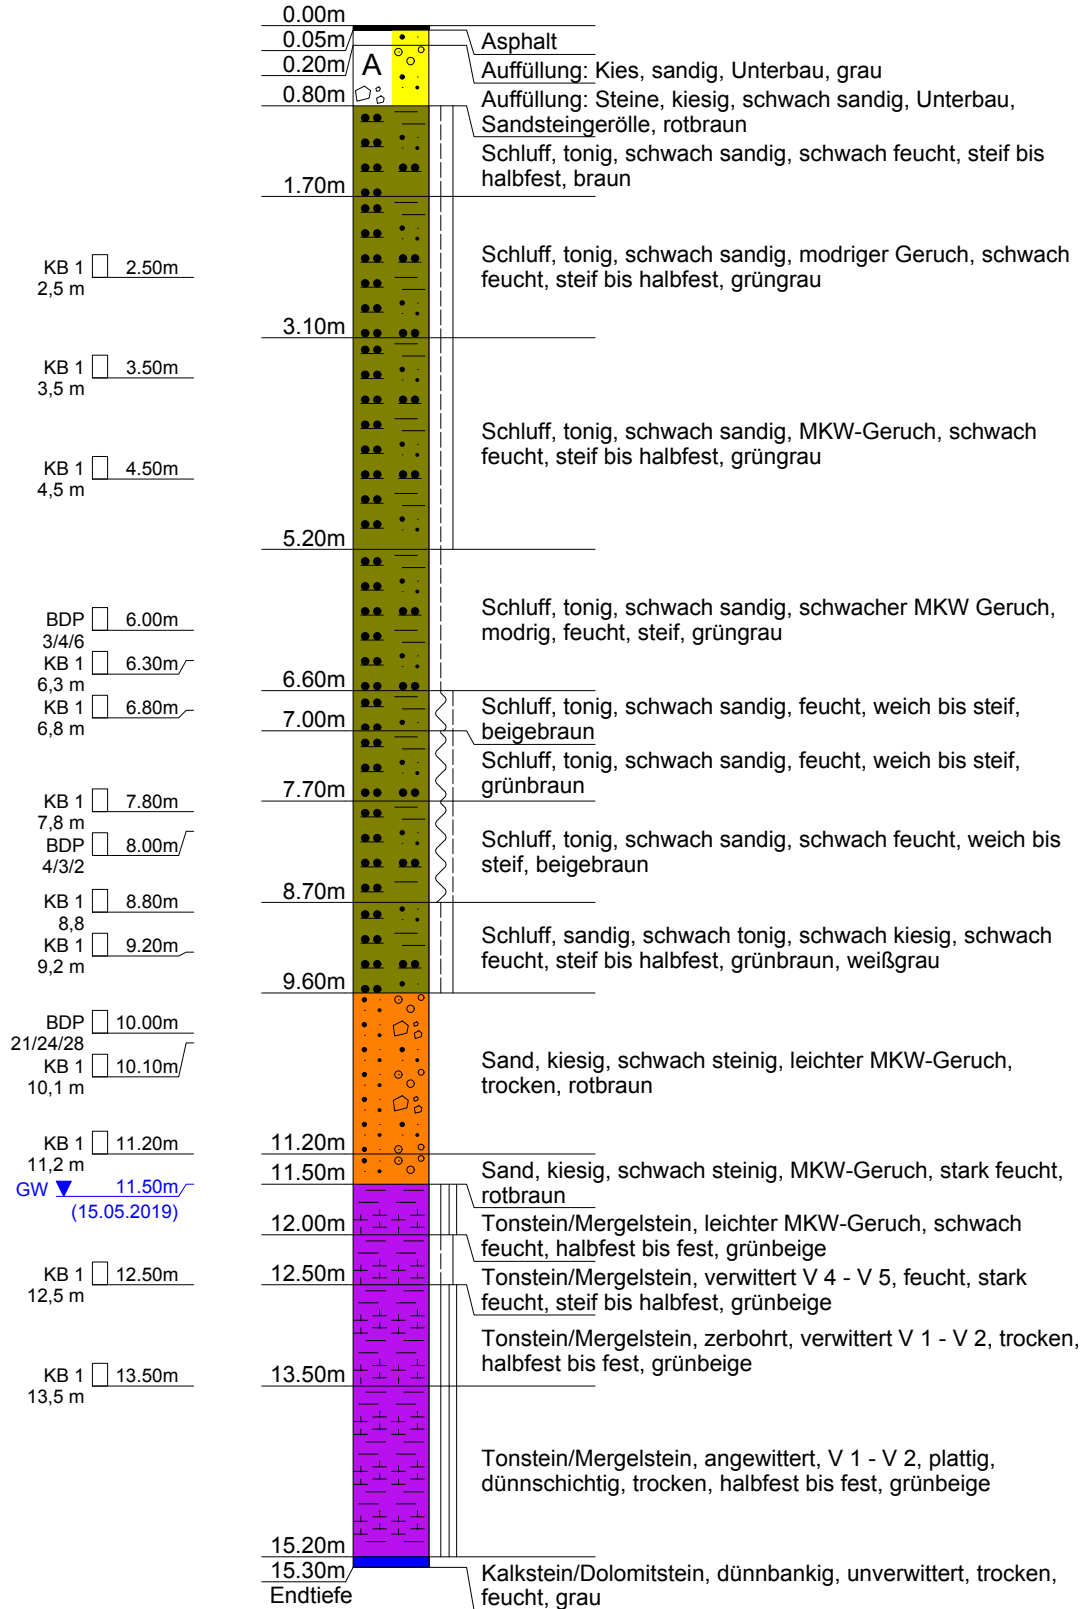 0.00m
0.05m
Asphalt
0.20m
A
Auffüllung: Kies, sandig, Unterbau, grau
0.80m
Auffüllung: Steine, kiesig, schwach sandig, Unterbau,
Sandsteingerölle, rotbraun
Schluff, tonig, schwach sandig, schwach feucht, steif bis
halbfest, braun
1.70m
KB 1 2.50m
2,5 m
Schluff, tonig, schwach sandig, modriger Geruch, schwach
feucht, steif bis halbfest, grüngrau
3.10m
KB 1 3.50m
3,5 m
Schluff, tonig, schwach sandig, MKW-Geruch, schwach
feucht, steif bis halbfest, grüngrau
KB 1 4.50m
4,5 m
5.20m
BDP 6.00m
3/4/6
Schluff, tonig, schwach sandig, schwacher MKW Geruch,
modrig, feucht, steif, grüngrau
KB 1 6.30m
6,3 m
6.60m
KB 1 6.80m
6,8 m
Schluff, tonig, schwach sandig, feucht, weich bis steif,
beigebraun
7.00m
Schluff, tonig, schwach sandig, feucht, weich bis steif,
grünbraun
7.70m
KB 1 7.80m
7,8 m
BDP 8.00m
4/3/2
Schluff, tonig, schwach sandig, schwach feucht, weich bis
steif, beigebraun
8.70m
KB 1 8.80m
8,8
KB 1 9.20m
9,2 m
Schluff, sandig, schwach tonig, schwach kiesig, schwach
feucht, steif bis halbfest, grünbraun, weißgrau
9.60m
BDP 10.00m
21/24/28
KB 1 10.10m
10,1 m
Sand, kiesig, schwach steinig, leichter MKW-Geruch,
trocken, rotbraun
KB 1 11.20m
11,2 m
11.20m
GW 11.50m
(15.05.2019)
11.50m
Sand, kiesig, schwach steinig, MKW-Geruch, stark feucht,
rotbraun
12.00m
Tonstein/Mergelstein, leichter MKW-Geruch, schwach
feucht, halbfest bis fest, grünbeige
KB 1 12.50m
12,5 m
12.50m
Tonstein/Mergelstein, verwittert V 4 - V 5, feucht, stark
feucht, steif bis halbfest, grünbeige
Tonstein/Mergelstein, zerbohrt, verwittert V 1 - V 2, trocken,
halbfest bis fest, grünbeige
KB 1 13.50m
13,5 m
13.50m
Tonstein/Mergelstein, angewittert, V 1 - V 2, plattig,
dünnschichtig, trocken, halbfest bis fest, grünbeige
15.20m
15.30m
Endtiefe
Kalkstein/Dolomitstein, dünnbankig, unverwittert, trocken,
feucht, grau